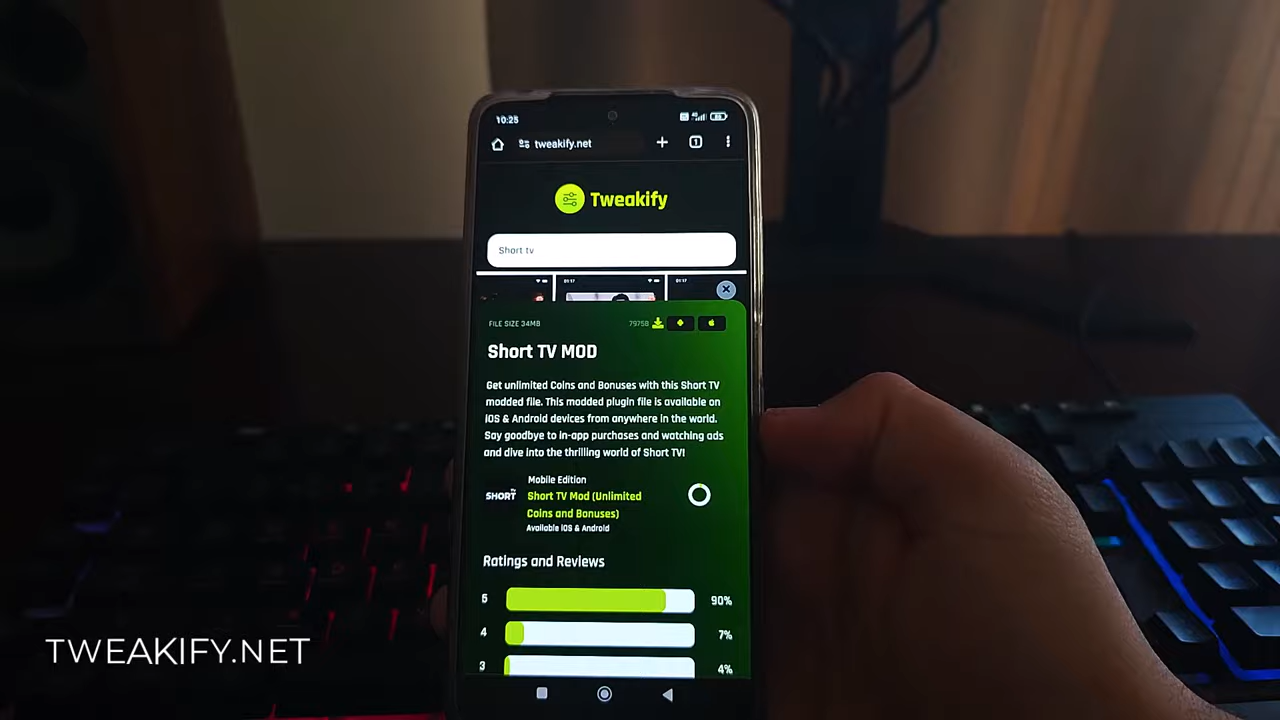 10:25
tweakify.net
1
Tweakify
Short tv
FILE SIZE 34MB
Short TV MOD
Get unlimited Coins and Bonuses with this Short TV
modded file. This modded plugin file is available on
iOS & Android devices from anywhere in the world.
Say goodbye to in-app purchases and watching ads
and dive into the thrilling world of Short TV!
Mobile Edition
SHORT TV
Short TV Mod (Unlimited
Coins and Bonuses)
Available iOS & Android
Ratings and Reviews
5 90%
4 7%
3 4%
TWEAKIFY.NET